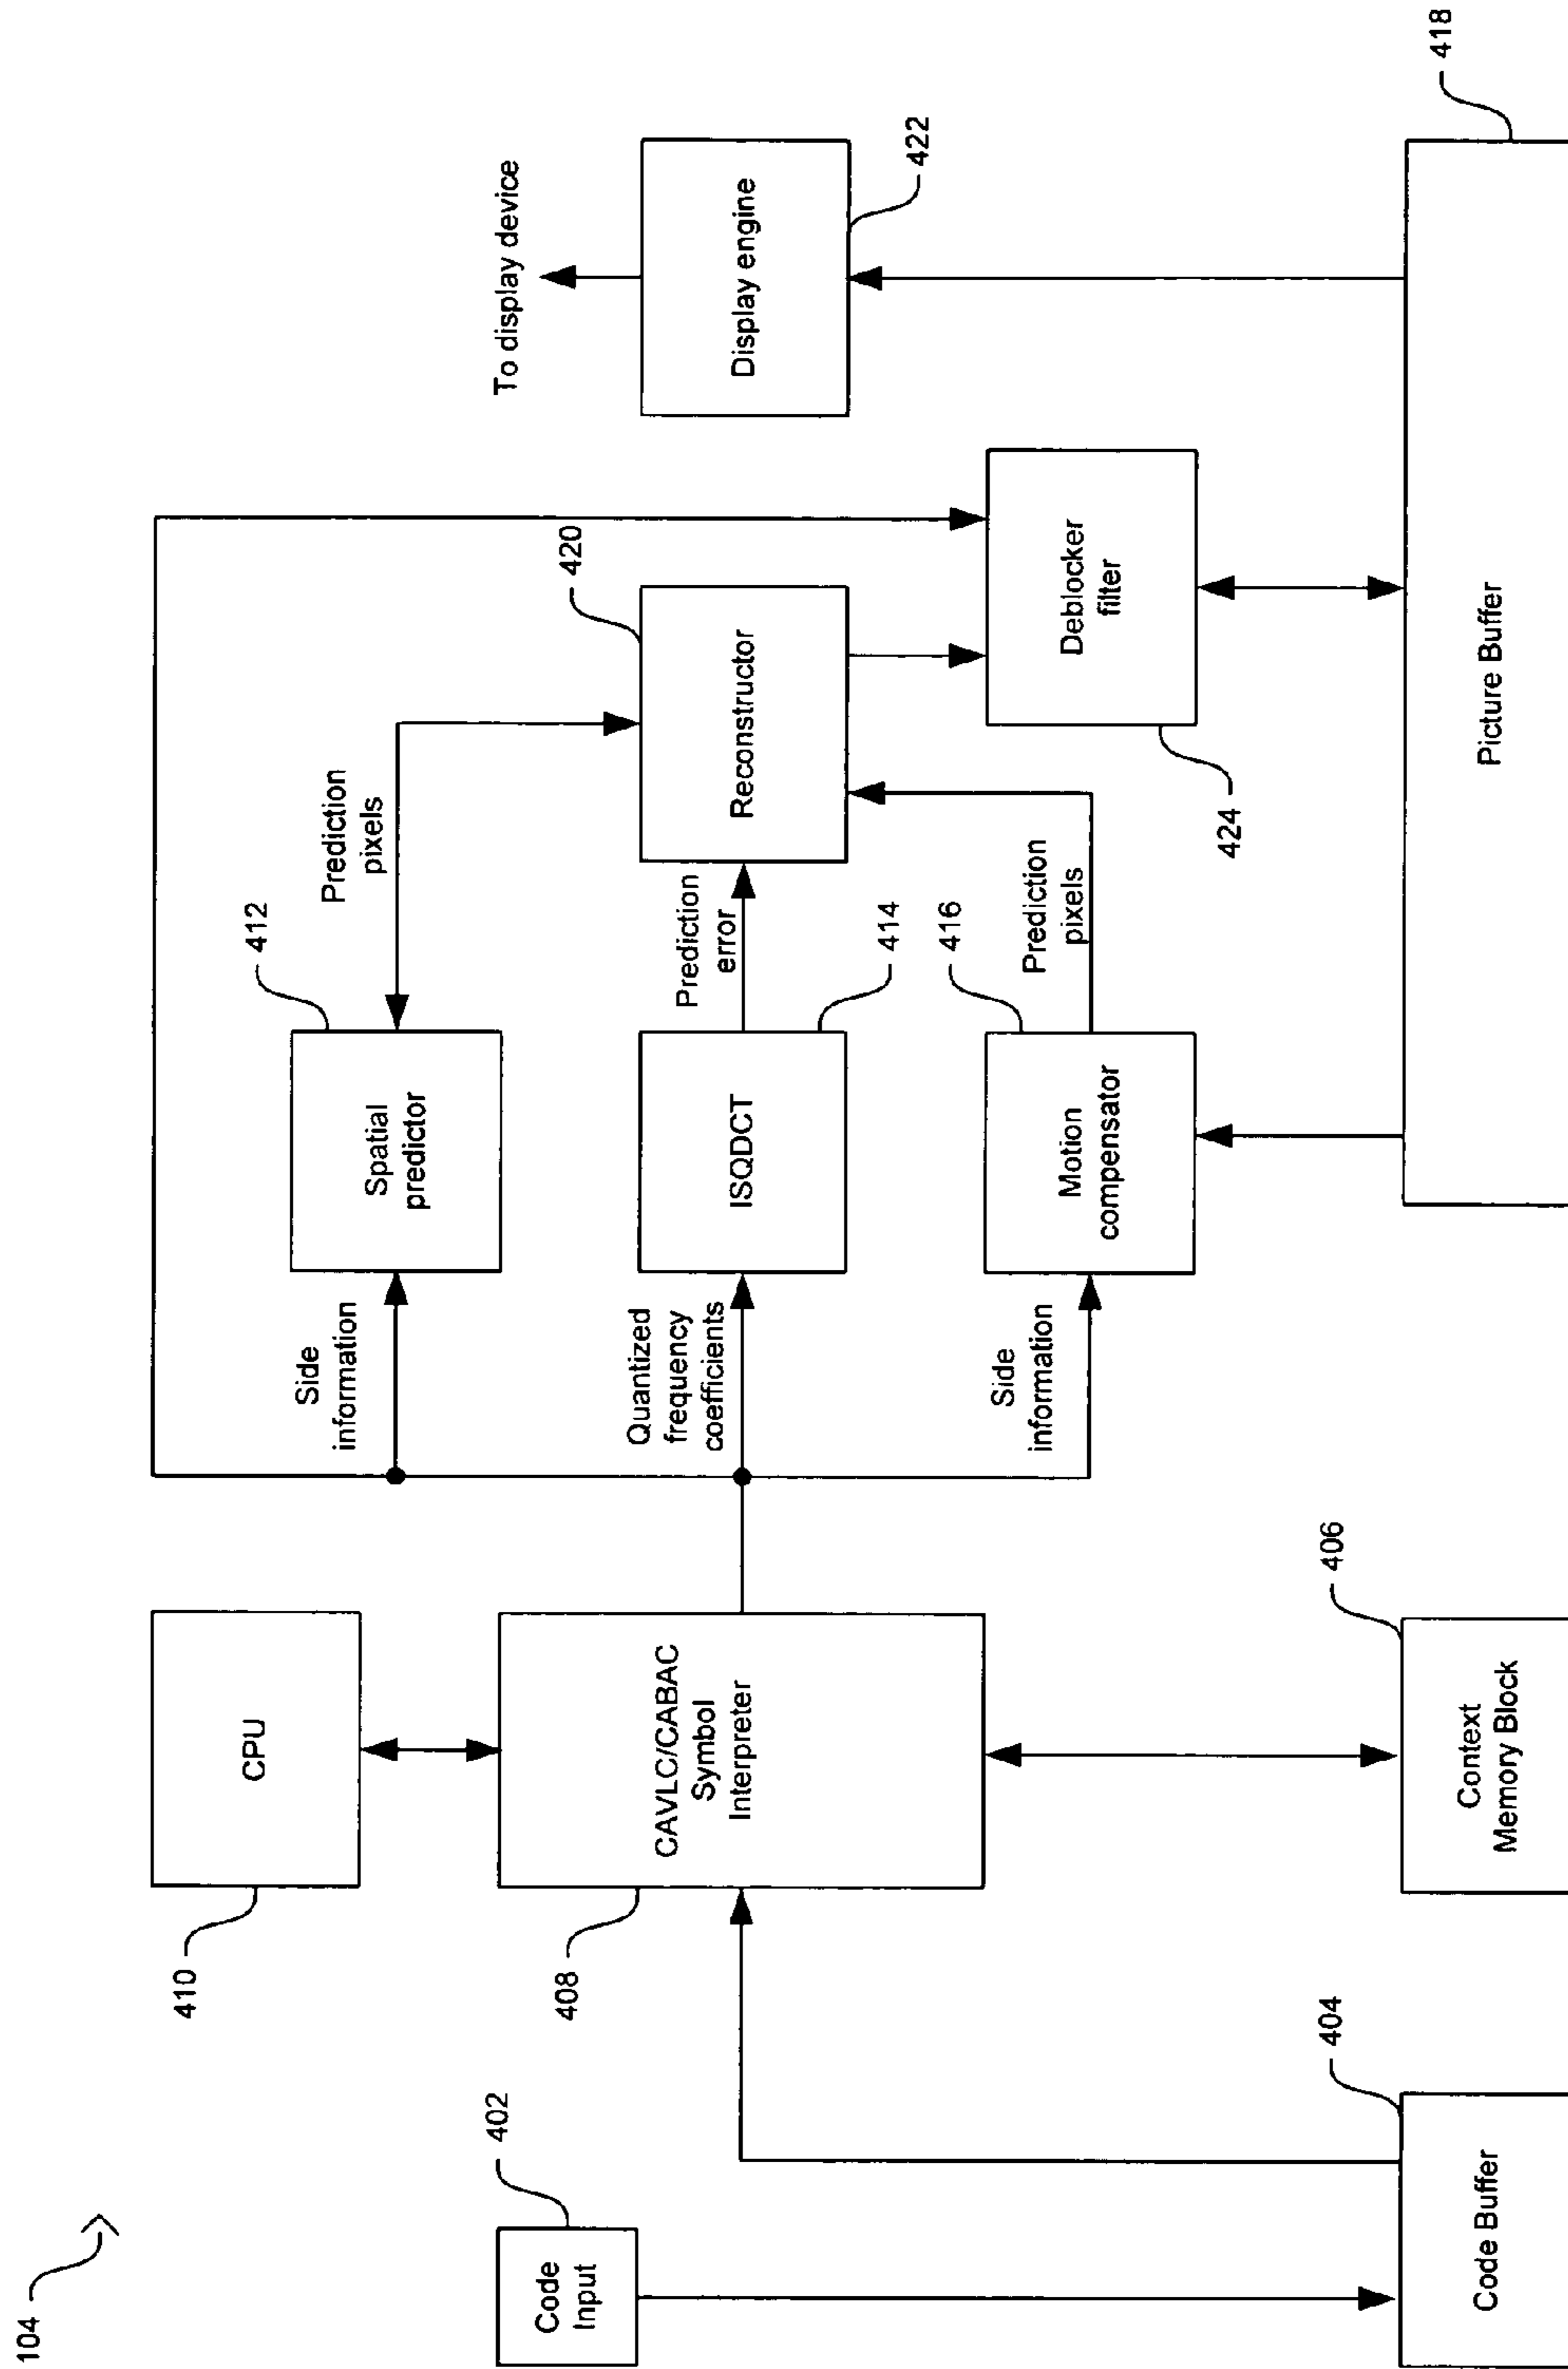 104
402
Code
Input
404
Code Buffer
410
CPU
408
CAVLC/CABAC
Symbol
Interpreter
406
Context
Memory Block
Side
information
Quantized
frequency
coefficients
Side
information
412
Spatial
predictor
ISQDCT
414
416
Motion
compensator
Prediction
pixels
Prediction
error
Prediction
pixels
420
Reconstructor
424
Deblocker
filter
To display device
Display engine
422
418
Picture Buffer